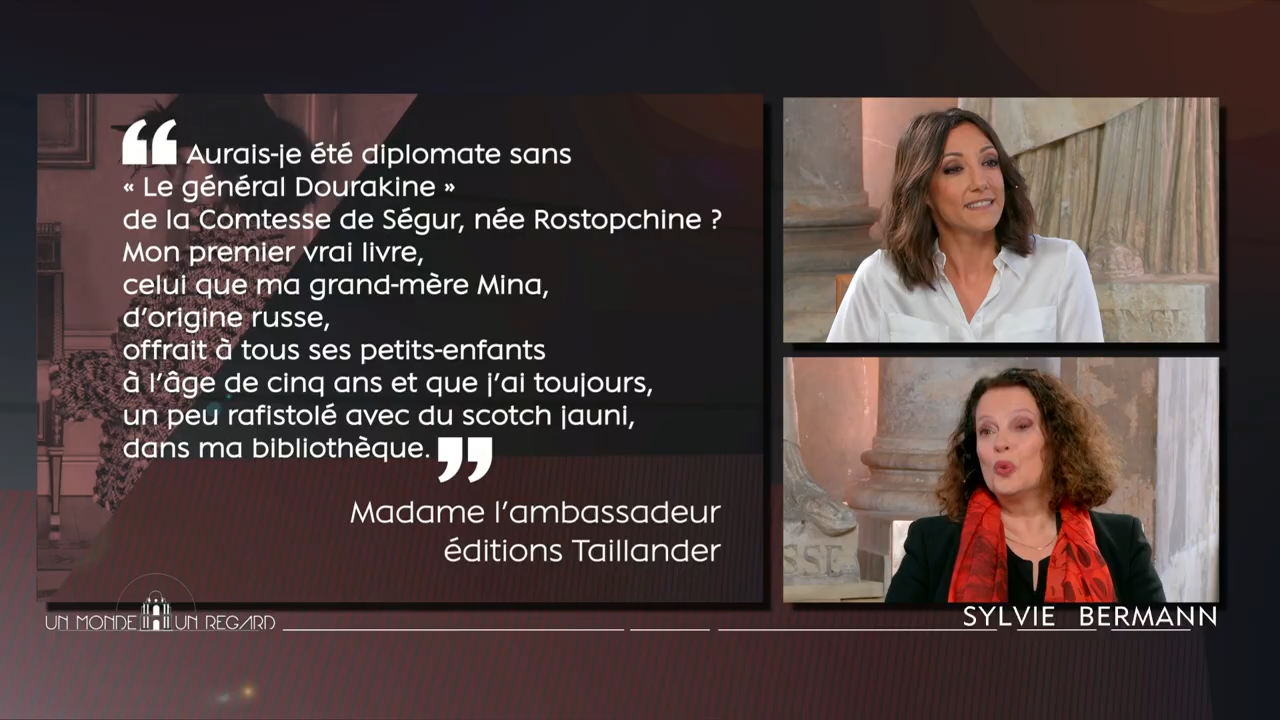 “ Aurais-je été diplomate sans
« Le général Dourakine »
de la Comtesse de Ségur, née Rostopchine ?
Mon premier vrai livre,
celui que ma grand-mère Mina,
d’origine russe,
offrait à tous ses petits-enfants
à l’âge de cinq ans et que j’ai toujours,
un peu rafistolé avec du scotch jauni,
dans ma bibliothèque. ”
Madame l’ambassadeur
éditions Taillander
UN MONDE UN REGARD
SYLVIE BERMANN